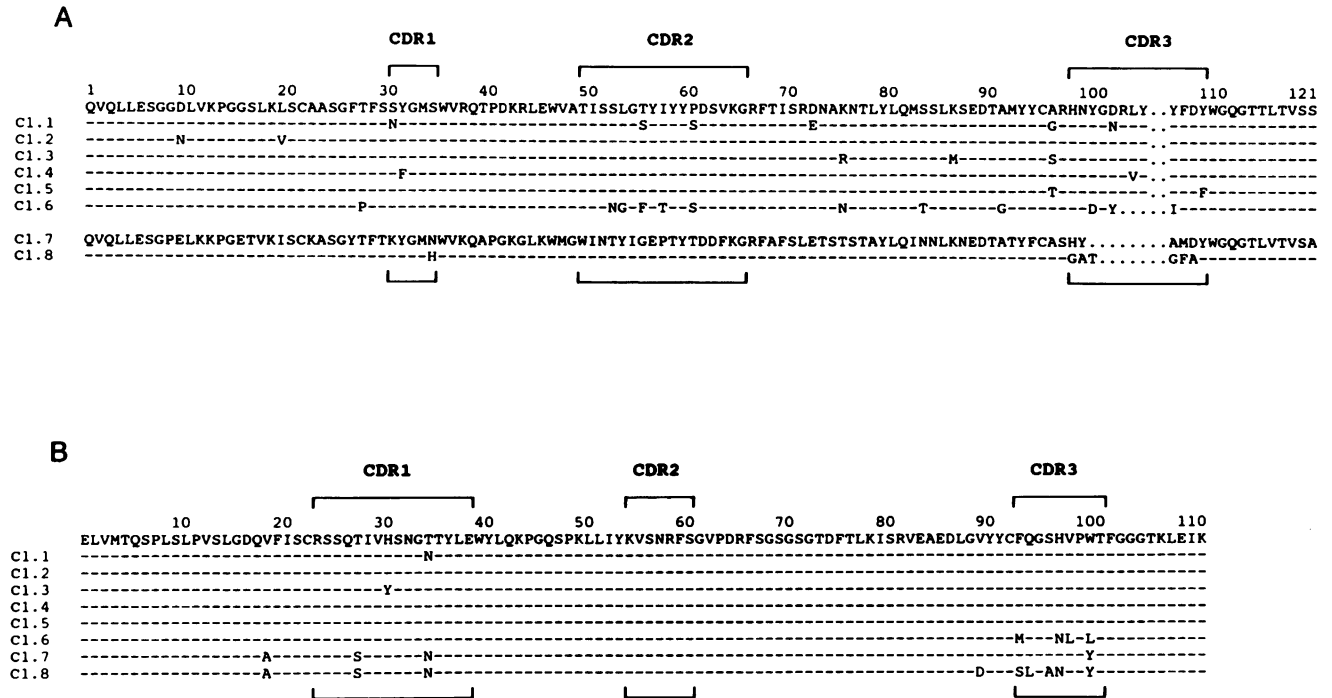 A
CDR1 CDR2 CDR3
1 10 20 30 40 50 60 70 80 90 100 110 121
QVQLLESGGDLVKPGGSLKLSCAASGFTFSSYGMSWVRQTPDKRLEWVATISSLGTYIYYPDSVKGRFTISRDNAKNTLYLQMSSLKSEDTAMYYCARHNYGDRLY..YFDYWGQGTTLTVSS
C1.1 ------------------------------N------------------------S----S-----------E-----------------------G-----N---..---------------
C1.2 ---------N---------V--------------------------------------------------------------------------------------..---------------
C1.3 ---------------------------------------------------------------------------R----------M---------S---------..---------------
C1.4 -------------------------------F------------------------------------------------------------------------V-..---------------
C1.5 ------------------------------------------------------------------------------------------------T---------..---F-----------
C1.6 ---------------------------P------------------------NG-F-T--S--------------N-------T-------G--------D-Y.....I--------------
C1.7 QVQLLESGPELKKPGETVKISCKASGYTFTKYGMNWVKQAPGKGLKWMGWINTYIGEPTYTDDFKGRFAFSLETSTSTAYLQINNLKNEDTATYFCASHY........AMDYWGQGTLVTVSA
C1.8 ----------------------------------H---------------------------------------------------------------GAT.......GFA------------
B
CDR1 CDR2 CDR3
10 20 30 40 50 60 70 80 90 100 110
ELVMTQSPLSLPVSLGDQVFISCRSSQTIVHSNGTTYLEWYLQKPGQSPKLLIYKVSNRFSGVPDRFSGSGSGTDFTLKISRVEAEDLGVYYCFQGSHVPWTFGGGTKLEIK
C1.1 ----------------------------------N-----------------------------------------------------------------------------
C1.2 ----------------------------------------------------------------------------------------------------------------
C1.3 ------------------------------Y---------------------------------------------------------------------------------
C1.4 ----------------------------------------------------------------------------------------------------------------
C1.5 ----------------------------------------------------------------------------------------------------------------
C1.6 ---------------------------------------------------------------------------------------------M---NL-L-----------
C1.7 ------------------A--------S------N-----------------------------------------------------------------Y-----------
C1.8 ------------------A--------S------N------------------------------------------------------D---SL-AN--Y-----------